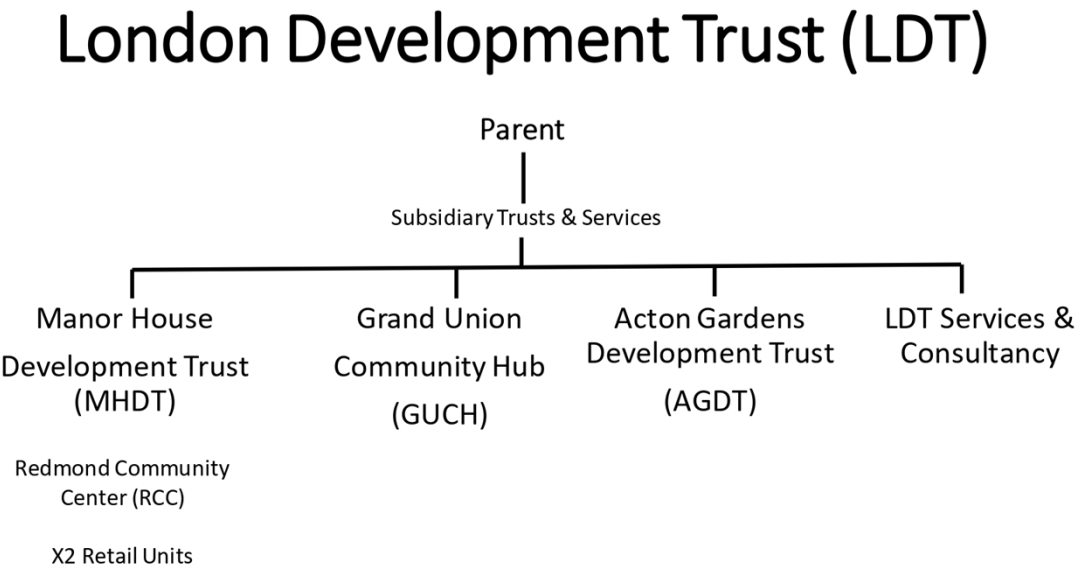 London Development Trust (LDT)
Parent
Subsidiary Trusts & Services
Manor House
Development Trust
(MHDT)
Grand Union
Community Hub
(GUCH)
Acton Gardens
Development Trust
(AGDT)
LDT Services &
Consultancy
Redmond Community
Center (RCC)
X2 Retail Units